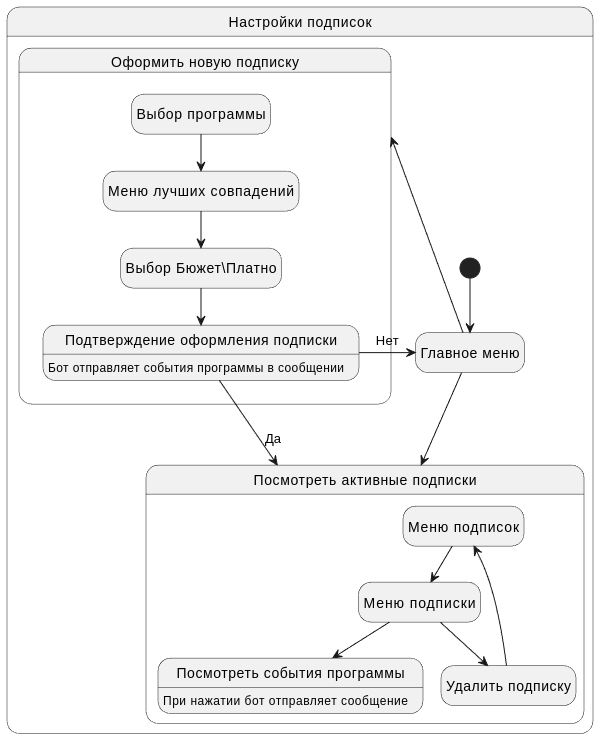 Настройки подписок
Оформить новую подписку
Выбор программы
Меню лучших совпадений
Выбор Бюжет\Платно
Подтверждение оформления подписки
Бот отправляет события программы в сообщении
Нет
Главное меню
Да
Посмотреть активные подписки
Меню подписок
Меню подписки
Посмотреть события программы
При нажатии бот отправляет сообщение
Удалить подписку